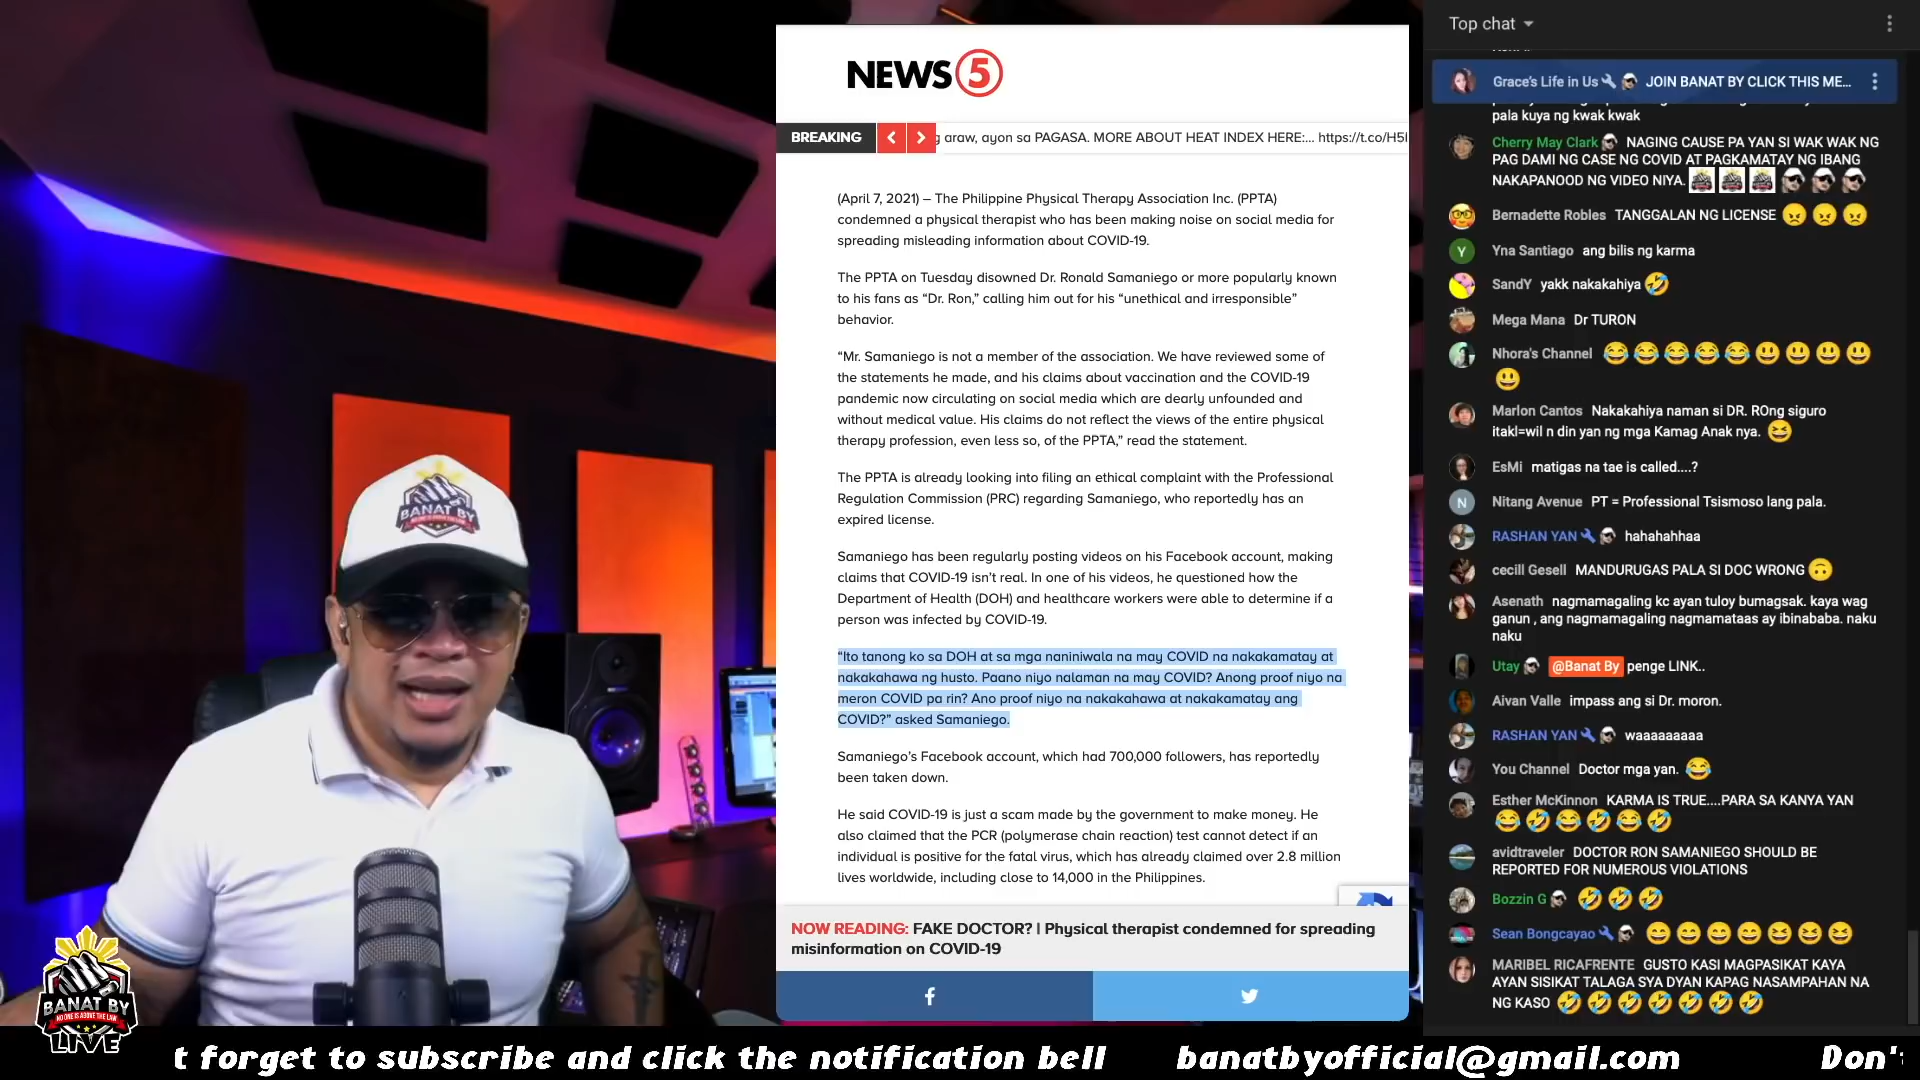 NEWS 5
BREAKING
araw, ayon sa PAGASA. MORE ABOUT HEAT INDEX HERE:... https://t.co/H5I
(April 7, 2021) – The Philippine Physical Therapy Association Inc. (PPTA)
condemned a physical therapist who has been making noise on social media for
spreading misleading information about COVID-19.
The PPTA on Tuesday disowned Dr. Ronald Samaniego or more popularly known
to his fans as “Dr. Ron,” calling him out for his “unethical and irresponsible”
behavior.
“Mr. Samaniego is not a member of the association. We have reviewed some of
the statements he made, and his claims about vaccination and the COVID-19
pandemic now circulating on social media which are dearly unfounded and
without medical value. His claims do not reflect the views of the entire physical
therapy profession, even less so, of the PPTA,” read the statement.
The PPTA is already looking into filing an ethical complaint with the Professional
Regulation Commission (PRC) regarding Samaniego, who reportedly has an
expired license.
Samaniego has been regularly posting videos on his Facebook account, making
claims that COVID-19 isn’t real. In one of his videos, he questioned how the
Department of Health (DOH) and healthcare workers were able to determine if a
person was infected by COVID-19.
“Ito tanong ko sa DOH at sa mga naniniwala na may COVID na nakakamatay at
nakakahawa ng husto. Paano niyo nalaman na may COVID? Anong proof niyo na
meron COVID pa rin? Ano proof niyo na nakakahawa at nakakamatay ang
COVID?” asked Samaniego.
Samaniego’s Facebook account, which had 700,000 followers, has reportedly
been taken down.
He said COVID-19 is just a scam made by the government to make money. He
also claimed that the PCR (polymerase chain reaction) test cannot detect if an
individual is positive for the fatal virus, which has already claimed over 2.8 million
lives worldwide, including close to 14,000 in the Philippines.
NOW READING: FAKE DOCTOR? | Physical therapist condemned for spreading
misinformation on COVID-19
Top chat
Grace's Life in Us JOIN BANAT BY CLICK THIS ME...
pala kuya ng kwak kwak
Cherry May Clark NAGING CAUSE PA YAN SI WAK WAK NG
PAG DAMI NG CASE NG COVID AT PAGKAMATAY NG IBANG
NAKAPANOOD NG VIDEO NIYA.
Bernadette Robles TANGGALAN NG LICENSE 😠 😠 😠
Y
Yna Santiago ang bilis ng karma
SandY yakk nakakahiya 🤣
Mega Mana Dr TURON
Nhora's Channel 😂 😂 😂 😂 😂 😃 😃 😃 😃
😃
Marlon Cantos Nakakahiya naman si DR. ROng siguro
itakl=wil n din yan ng mga Kamag Anak nya. 😆
EsMi matigas na tae is called....?
N
Nitang Avenue PT = Professional Tsismoso lang pala.
RASHAN YAN hahahahhaa
cecill Gesell MANDURUGAS PALA SI DOC WRONG 🙃
Asenath nagmamagaling kc ayan tuloy bumagsak. kaya wag
ganun , ang nagmamagaling nagmamataas ay ibinababa. naku
naku
Utay @Banat By penge LINK..
Aivan Valle impass ang si Dr. moron.
RASHAN YAN waaaaaaaaa
You Channel Doctor mga yan. 😂
Esther McKinnon KARMA IS TRUE....PARA SA KANYA YAN
😂 🤣 😂 🤣 😂 🤣
avidtraveler DOCTOR RON SAMANIEGO SHOULD BE
REPORTED FOR NUMEROUS VIOLATIONS
Bozzin G 🤣 🤣 🤣
Sean Bongcayao 😄 😄 😄 😄 😆 😆 😆
MARIBEL RICAFRENTE GUSTO KASI MAGPASIKAT KAYA
AYAN SISIKAT TALAGA SYA DYAN KAPAG NASAMPAHAN NA
NG KASO 🤣 🤣 🤣 🤣 🤣 🤣 🤣
BANAT BY
BANAT BY
NO ONE IS ABOVE THE LAW
LIVE
t forget to subscribe and click the notification bell banatbyofficial@gmail.com Don't